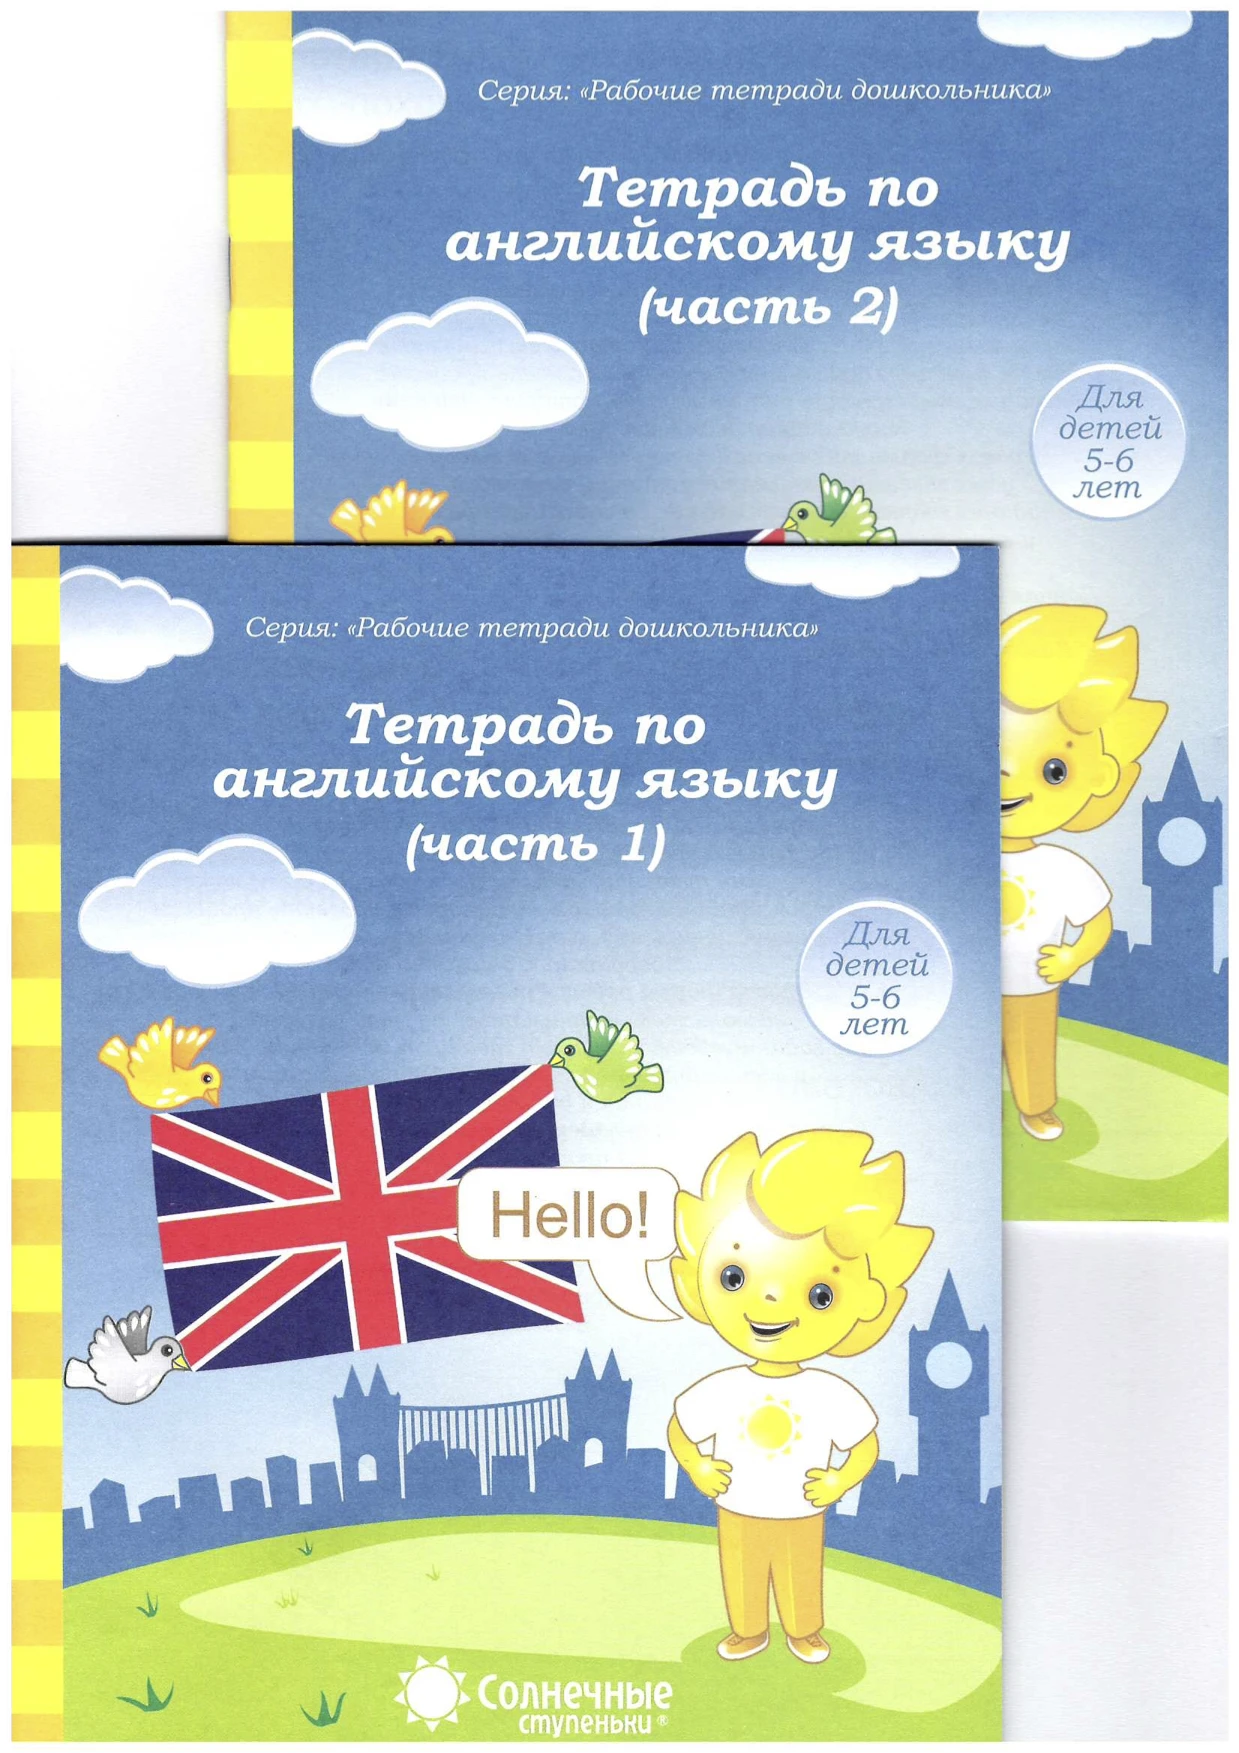 Серия: «Рабочие тетради дошкольника»
Тетрадь по
английскому языку
(часть 2)
Для
детей
5-6
лет
Серия: «Рабочие тетради дошкольника»
Тетрадь по
английскому языку
(часть 1)
Для
детей
5-6
лет
Hello!
Солнечные
ступеньки®